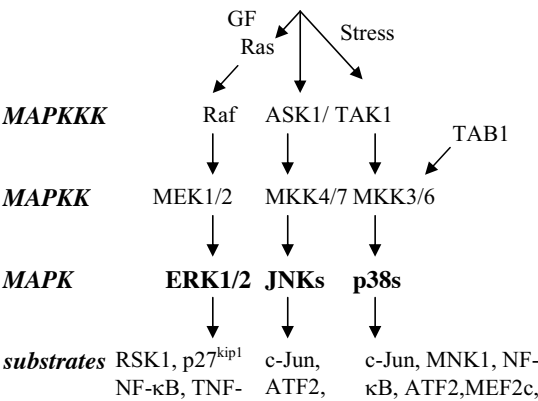 GF
Ras
Stress
MAPKKK Raf ASK1/ TAK1
TAB1
MAPKK MEK1/2 MKK4/7 MKK3/6
MAPK ERK1/2 JNKs p38s
substrates RSK1, p27kip1 c-Jun, c-Jun, MNK1, NF-
NF-κB, TNF- ATF2, κB, ATF2,MEF2c,